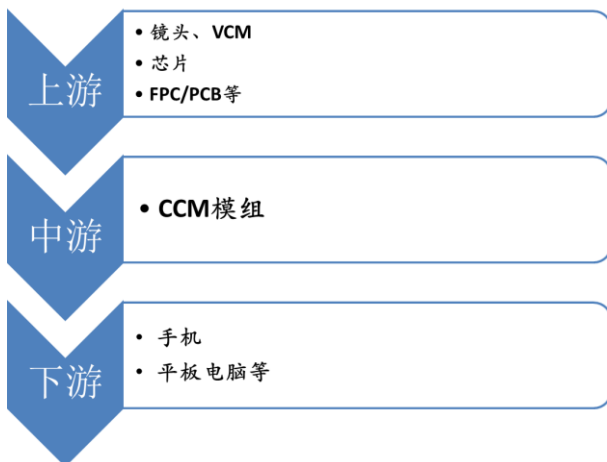 上游
• 镜头、VCM
• 芯片
• FPC/PCB等
中游
• CCM模组
下游
• 手机
• 平板电脑等